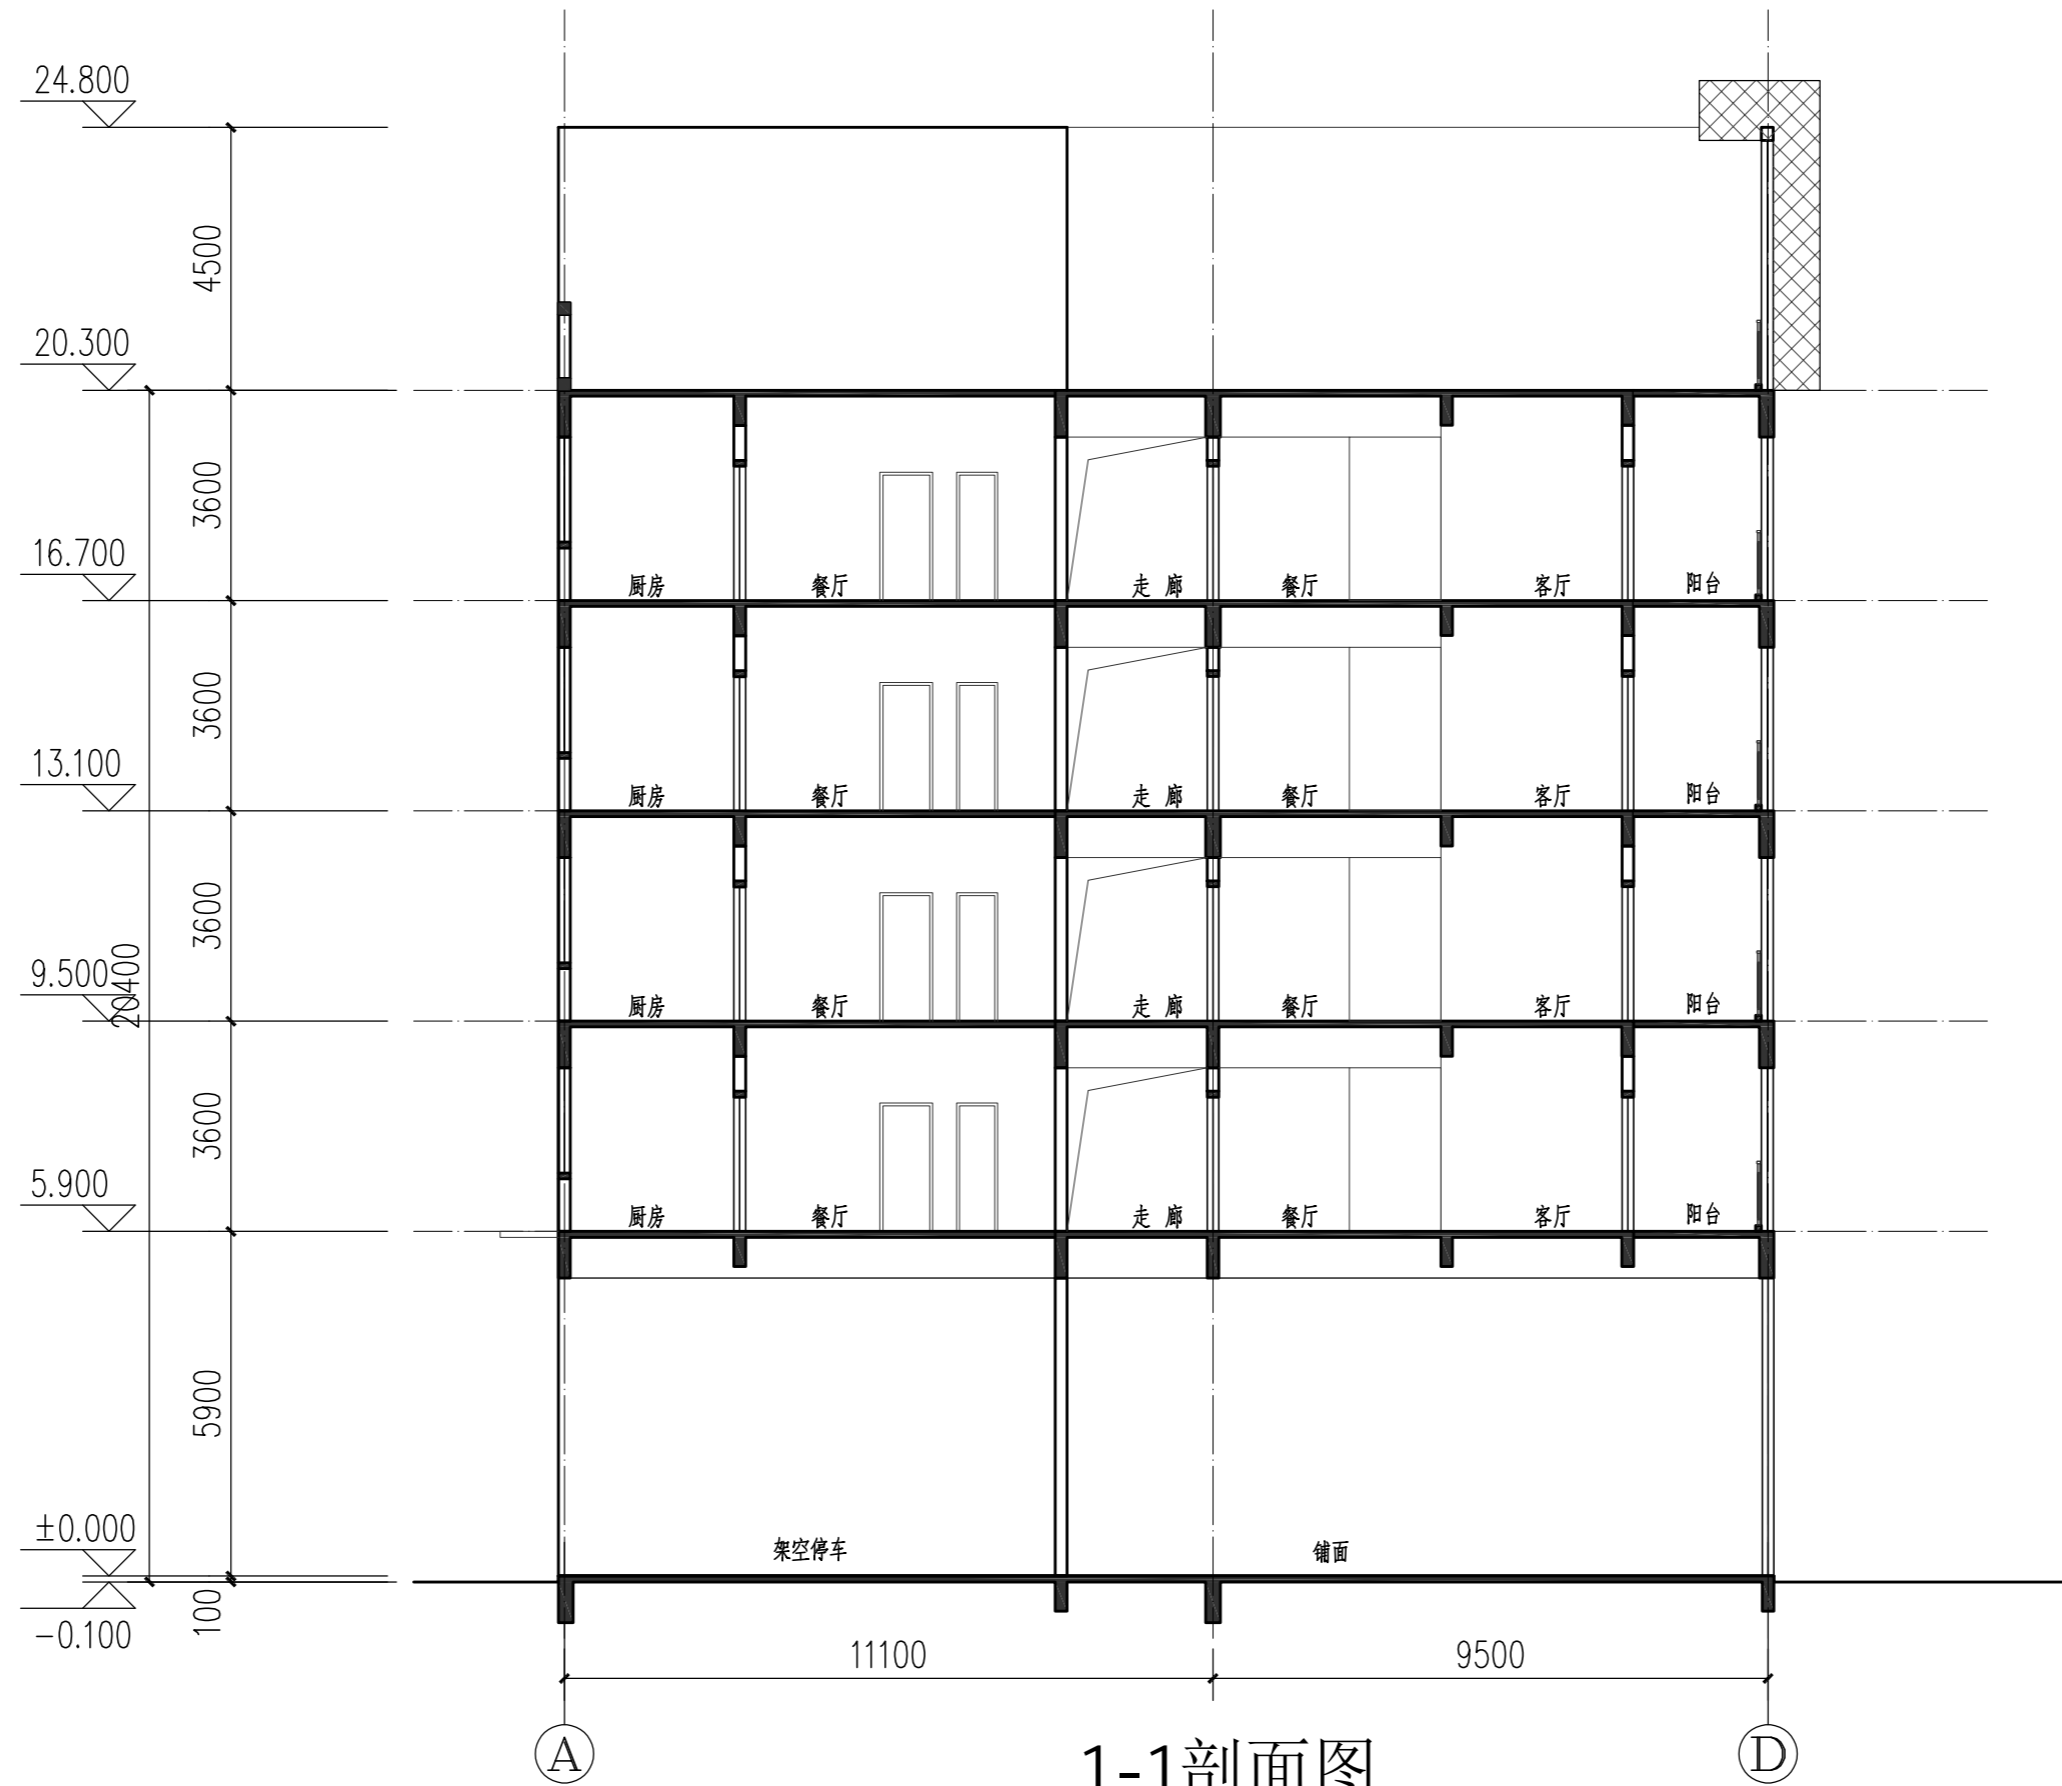 24.800
4500
20.300
3600
厨房 餐厅 走 廊 餐厅 客厅 阳台
16.700
3600
厨房 餐厅 走 廊 餐厅 客厅 阳台
13.100
3600
厨房 餐厅 走 廊 餐厅 客厅 阳台
9.500
20400
3600
厨房 餐厅 走 廊 餐厅 客厅 阳台
5.900
5900
架空停车 铺面
±0.000
100
-0.100
11100 9500
A D
1-1剖面图